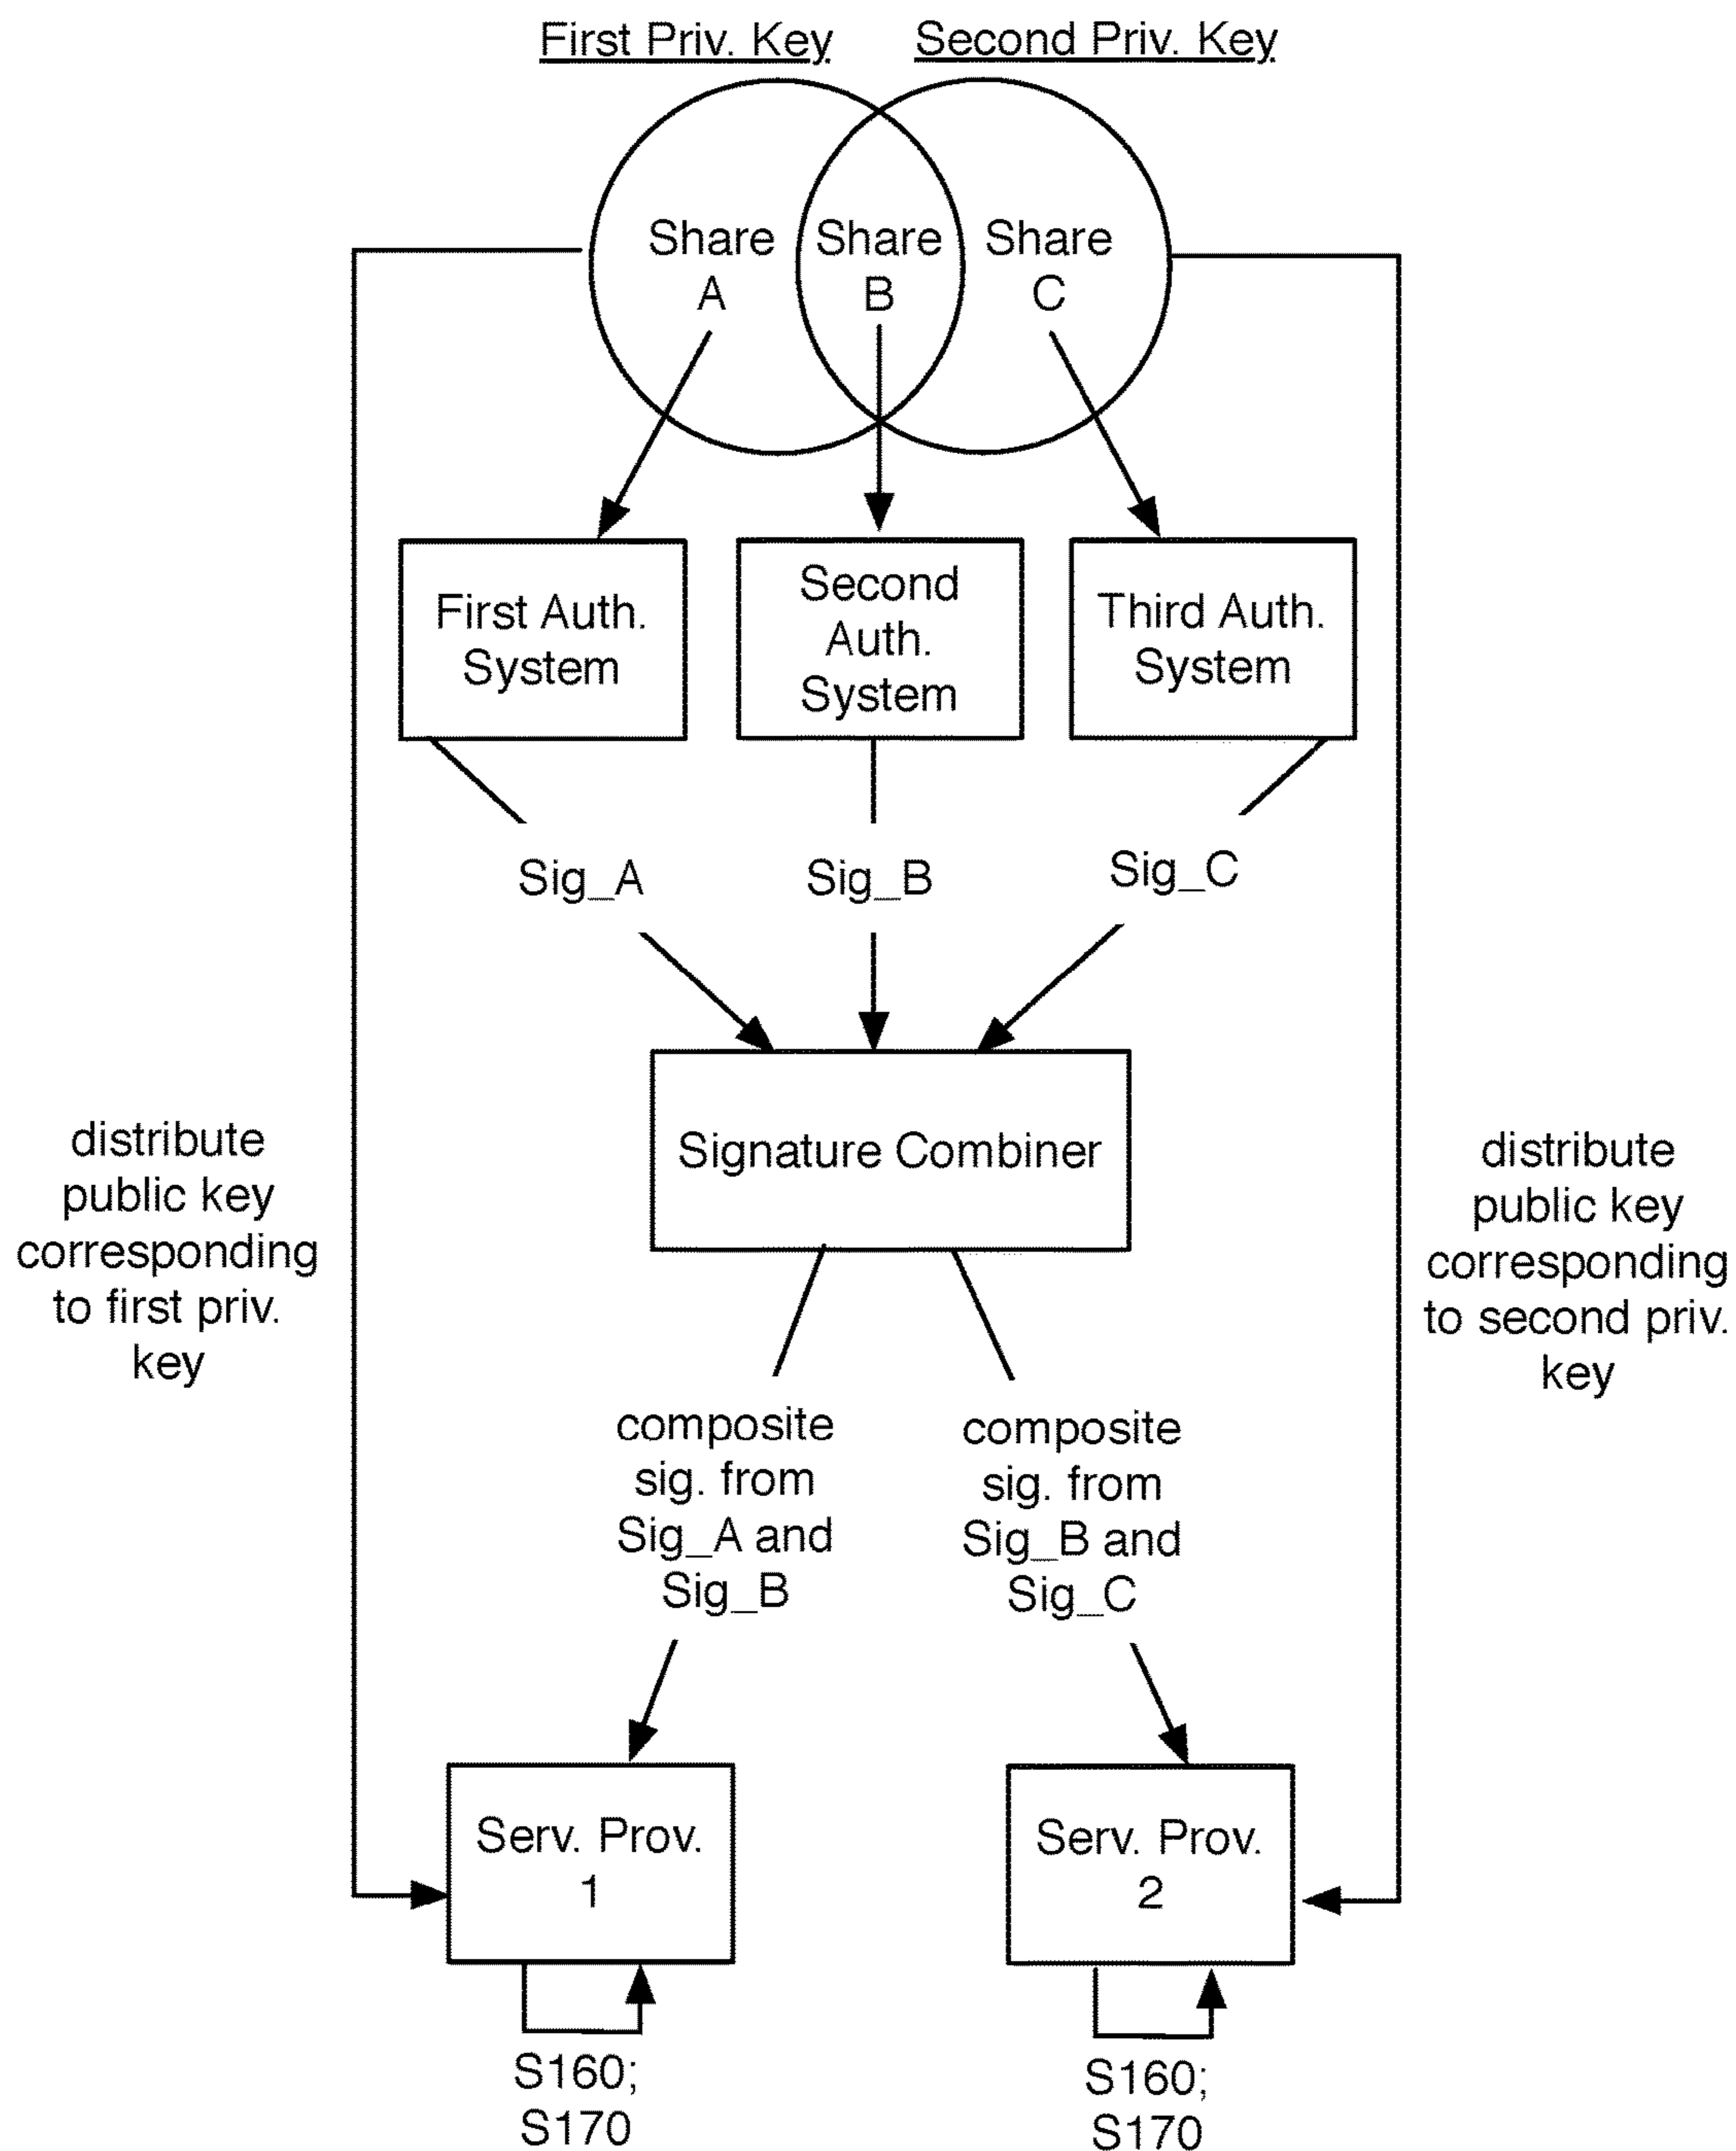 First Priv. Key
Second Priv. Key
Share
A
Share
B
Share
C
First Auth.
System
Second
Auth.
System
Third Auth.
System
Sig_A
Sig_B
Sig_C
Signature Combiner
distribute
public key
corresponding
to first priv.
key
distribute
public key
corresponding
to second priv.
key
composite
sig. from
Sig_A and
Sig_B
composite
sig. from
Sig_B and
Sig_C
Serv. Prov.
1
Serv. Prov.
2
S160;
S170
S160;
S170